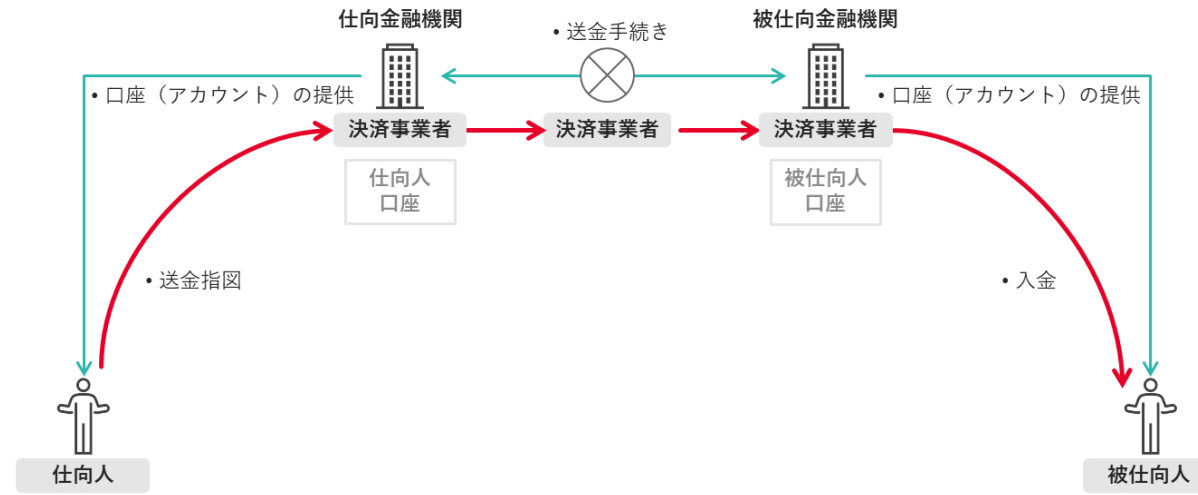 仕向金融機関
被仕向金融機関
• 送金手続き
• 口座（アカウント）の提供
• 口座（アカウント）の提供
決済事業者
決済事業者
決済事業者
仕向人
口座
被仕向人
口座
• 送金指図
• 入金
仕向人
被仕向人